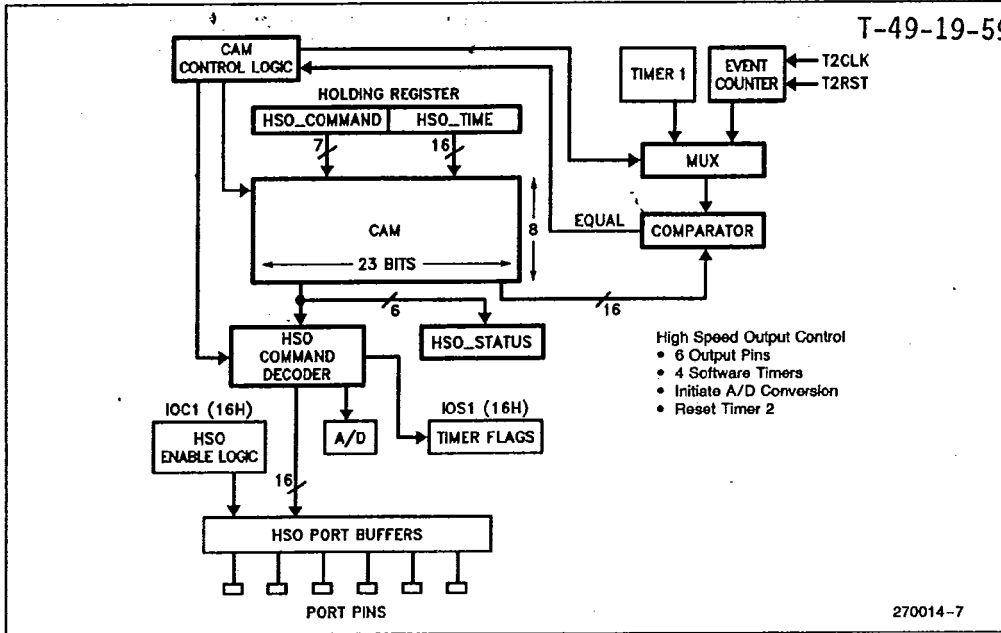 T-49-19-59
CAM
CONTROL LOGIC
TIMER 1
EVENT
COUNTER
T2CLK
T2RST
HOLDING REGISTER
HSO_COMMAND
HSO_TIME
7
16
MUX
CAM
8
EQUAL
COMPARATOR
23 BITS
6
16
HSO
COMMAND
DECODER
HSO_STATUS
High Speed Output Control
• 6 Output Pins
• 4 Software Timers
• Initiate A/D Conversion
• Reset Timer 2
IOC1 (16H)
HSO
ENABLE LOGIC
A/D
IOS1 (16H)
TIMER FLAGS
16
HSO PORT BUFFERS
PORT PINS
270014-7